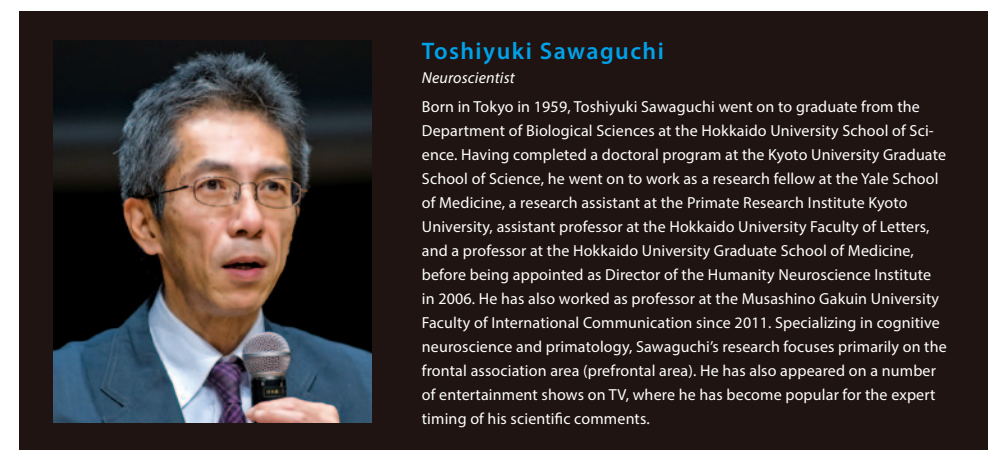 Toshiyuki Sawaguchi
Neuroscientist
Born in Tokyo in 1959, Toshiyuki Sawaguchi went on to graduate from the
Department of Biological Sciences at the Hokkaido University School of Sci-
ence. Having completed a doctoral program at the Kyoto University Graduate
School of Science, he went on to work as a research fellow at the Yale School
of Medicine, a research assistant at the Primate Research Institute Kyoto
University, assistant professor at the Hokkaido University Faculty of Letters,
and a professor at the Hokkaido University Graduate School of Medicine,
before being appointed as Director of the Humanity Neuroscience Institute
in 2006. He has also worked as professor at the Musashino Gakuin University
Faculty of International Communication since 2011. Specializing in cognitive
neuroscience and primatology, Sawaguchi’s research focuses primarily on the
frontal association area (prefrontal area). He has also appeared on a number
of entertainment shows on TV, where he has become popular for the expert
timing of his scientific comments.